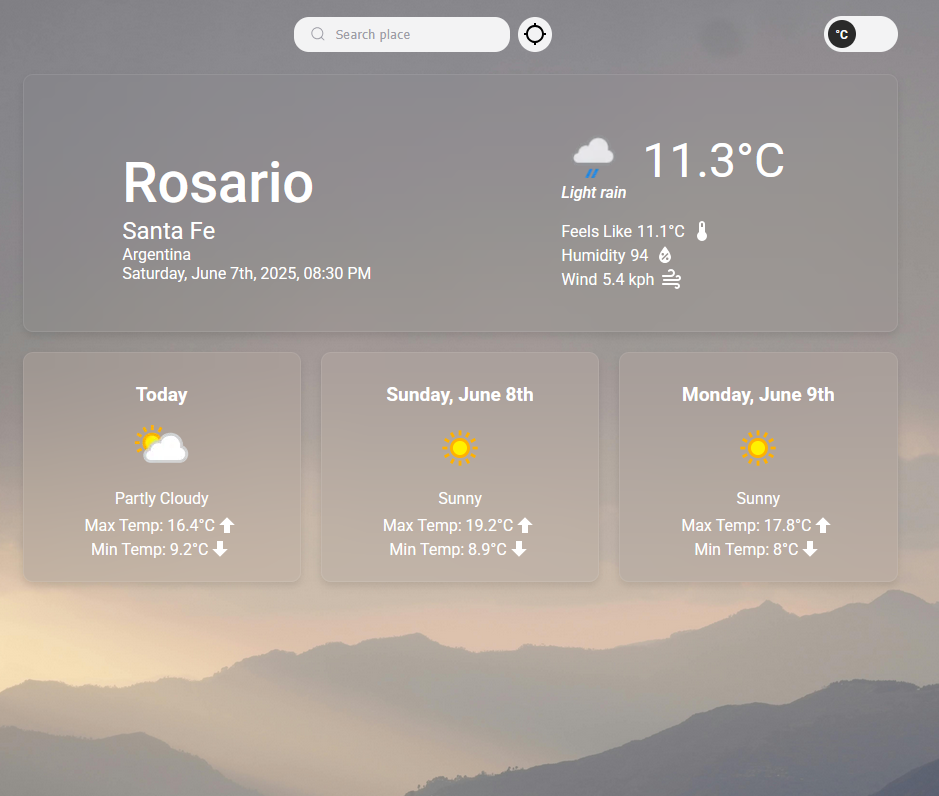 Search place
°C
Rosario
Santa Fe
Argentina
Saturday, June 7th, 2025, 08:30 PM
11.3°C
Light rain
Feels Like 11.1°C
Humidity 94
Wind 5.4 kph
Today
Partly Cloudy
Max Temp: 16.4°C
Min Temp: 9.2°C
Sunday, June 8th
Sunny
Max Temp: 19.2°C
Min Temp: 8.9°C
Monday, June 9th
Sunny
Max Temp: 17.8°C
Min Temp: 8°C